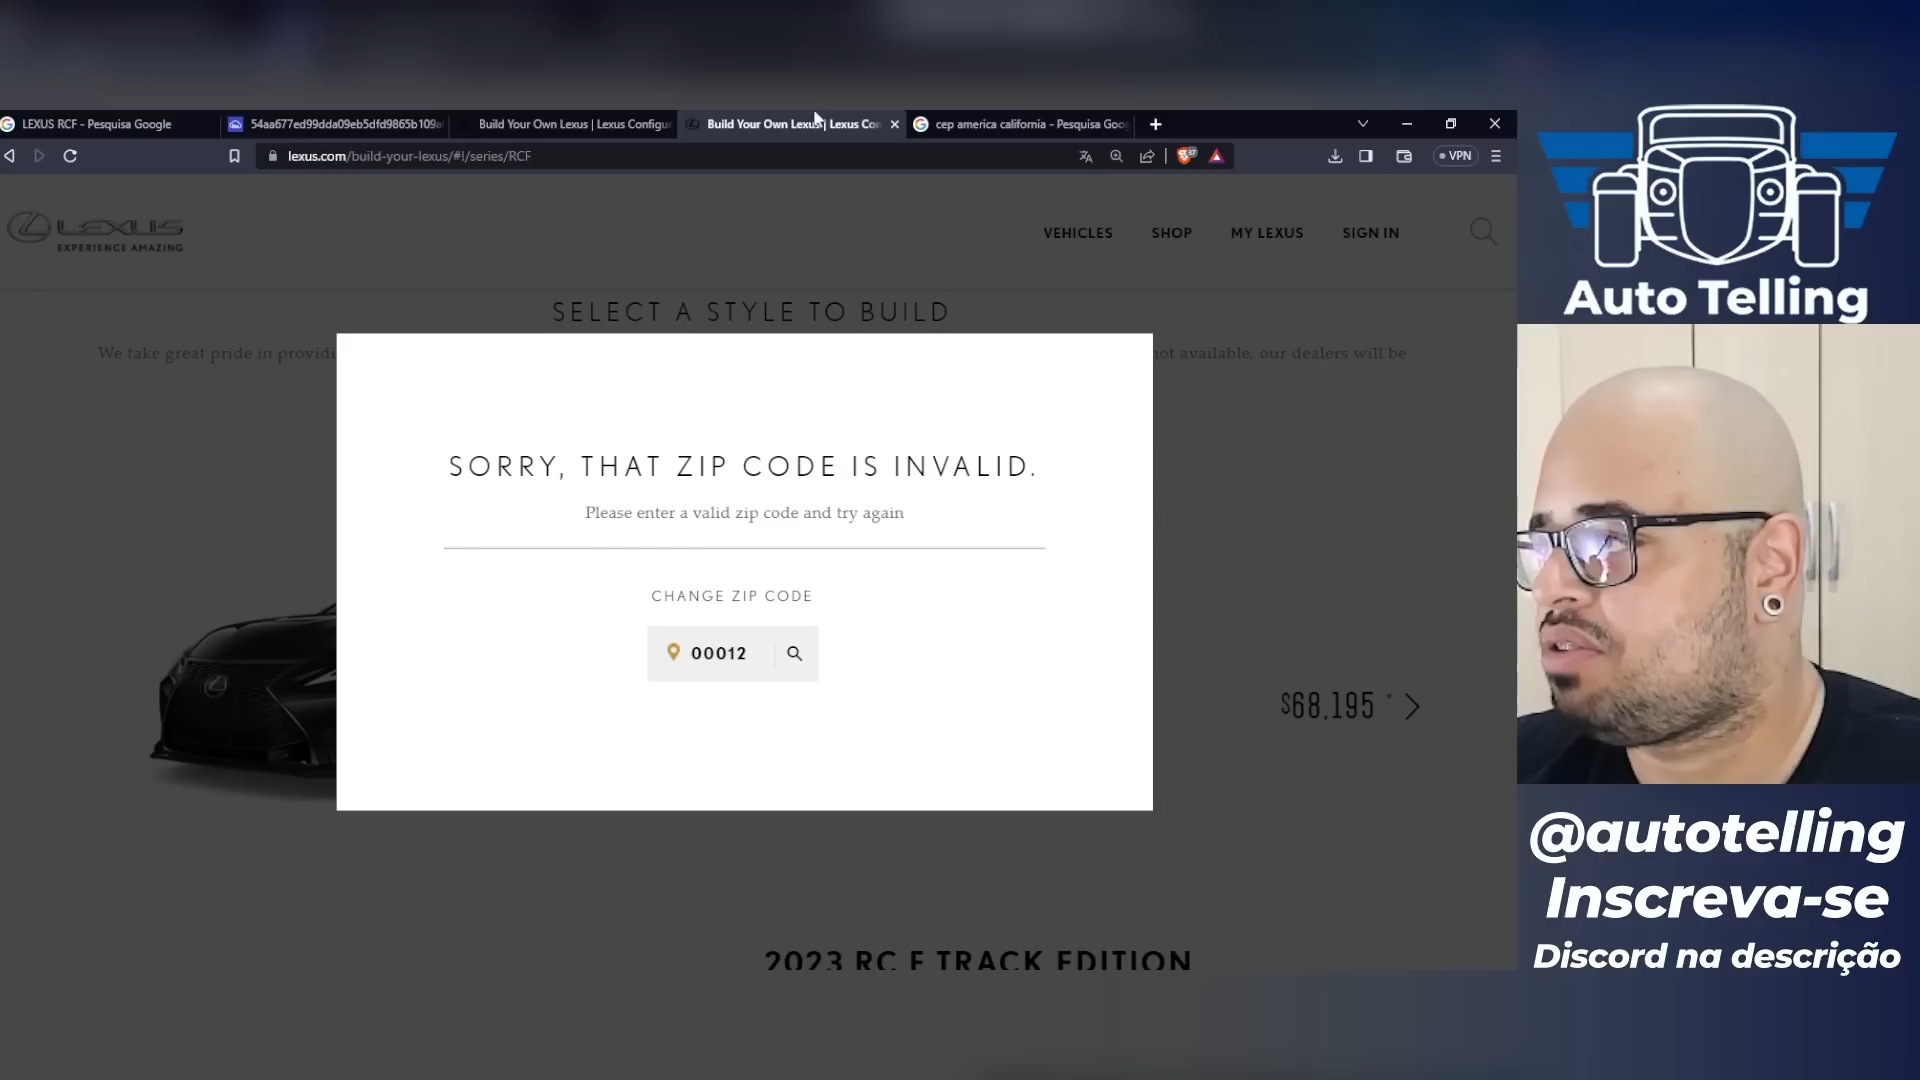 LEXUS RCF - Pesquisa Google
54aa677ed99dda09eb5dfd9865b109a
Build Your Own Lexus | Lexus Configur
Build Your Own Lexus | Lexus Con
cep america california - Pesquisa Goo
lexus.com/build-your-lexus/#!/series/RCF
37
VPN
LEXUS
EXPERIENCE AMAZING
VEHICLES
SHOP
MY LEXUS
SIGN IN
SELECT A STYLE TO BUILD
We take great pride in providi
not available, our dealers will be
SORRY, THAT ZIP CODE IS INVALID.
Please enter a valid zip code and try again
CHANGE ZIP CODE
00012
$68,195 *
2023 RC F TRACK EDITION
Auto Telling
@autotelling
Inscreva-se
Discord na descrição